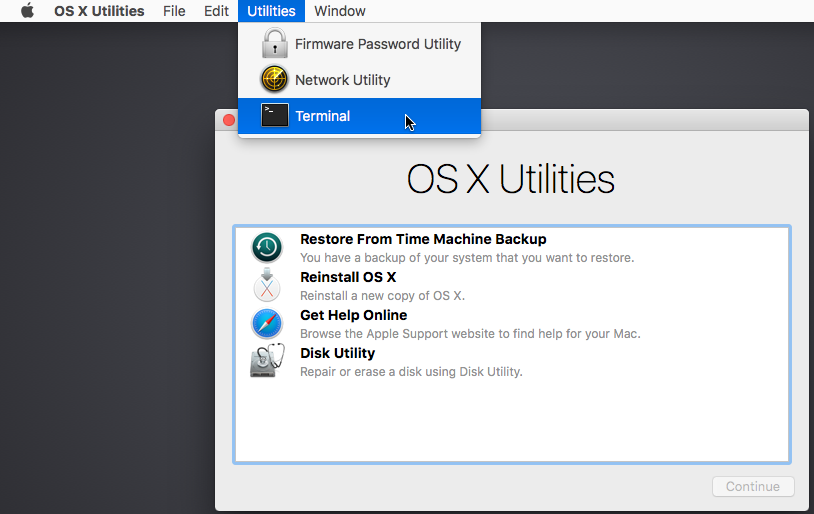 OS X Utilities File Edit Utilities Window
Firmware Password Utility
Network Utility
>_ Terminal
OS X Utilities
Restore From Time Machine Backup
You have a backup of your system that you want to restore.
Reinstall OS X
Reinstall a new copy of OS X.
Get Help Online
Browse the Apple Support website to find help for your Mac.
Disk Utility
Repair or erase a disk using Disk Utility.
Continue